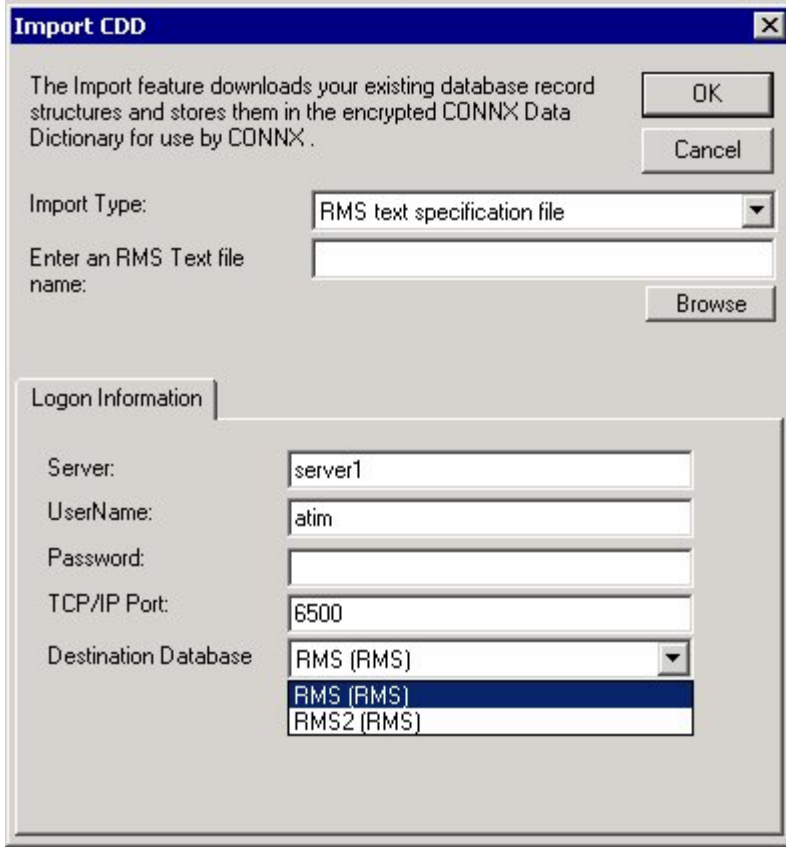 Import CDD
The Import feature downloads your existing database record
structures and stores them in the encrypted CONNX Data
Dictionary for use by CONNX .
OK
Cancel
Import Type:
RMS text specification file
Enter an RMS Text file
name:
Browse
Logon Information
Server:
server1
UserName:
atim
Password:
TCP/IP Port:
6500
Destination Database
RMS (RMS)
RMS (RMS)
RMS2 (RMS)